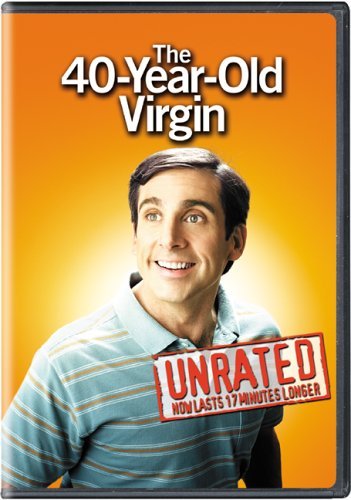 The
40-Year-Old
Virgin
UNRATED
NOW LASTS 17 MINUTES LONGER